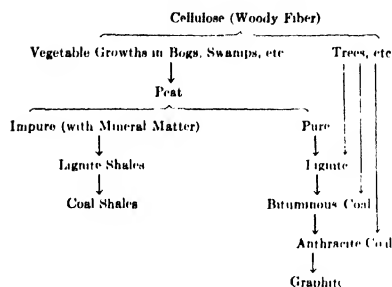 Cellulose (Woody Fiber)
Vegetable Growths in Bogs, Swamps, etc Trees, etc
Peat
Impure (with Mineral Matter) Pure
Lignite Shales Lignite
Coal Shales Bituminous Coal
Anthracite Coal
Graphite